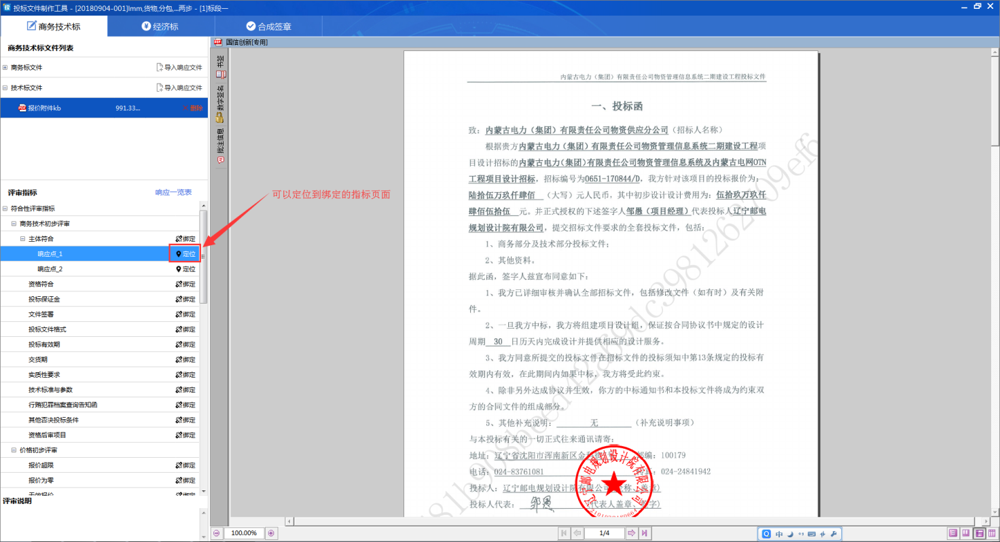 投标文件制作工具 - [20180904-001]lmm,货物,分包,...两步 - [1]标段一
商务技术标
经济标
合成签章
商务技术标文件列表
商务标文件 导入响应文件
技术标文件 导入响应文件
报价附件kb 991.33... 删除
评审指标 响应一览表
符合性评审指标
商务技术初步评审
主体符合 绑定
响应点_1 定位
响应点_2 定位
资格符合 绑定
投标保证金 绑定
文件签署 绑定
投标文件格式 绑定
投标有效期 绑定
交货期 绑定
实质性要求 绑定
技术标准与参数 绑定
行贿犯罪档案查询告知函 绑定
其他否决投标条件 绑定
资格后审项目 绑定
价格初步评审
报价超限 绑定
报价为零 绑定
评审说明
国信创新[专用]
书签
数字签名
批注信息
可以定位到绑定的指标页面
内蒙古电力（集团）有限责任公司物资管理信息系统二期建设工程投标文件
一、投标函
致：内蒙古电力（集团）有限责任公司物资供应分公司（招标人名称）
根据贵方内蒙古电力（集团）有限责任公司物资管理信息系统二期建设工程项
目设计招标的内蒙古电力（集团）有限责任公司物资管理信息系统及内蒙古电网OTN
工程项目设计招标，招标编号为0651-170844/D，我方针对该项目的投标报价为：
陆拾伍万玖仟肆佰 （大写）元人民币，其中初步设计设计费用为：伍拾玖万玖仟
肆佰伍拾伍 元。并正式授权的下述签字人邹愚（项目经理）代表投标人辽宁邮电
规划设计院有限公司，提交招标文件要求的全套投标文件，包括：
1、商务部分及技术部分投标文件；
2、其他资料。
据此函，签字人兹宣布同意如下：
1、我方已详细审核并确认全部招标文件，包括修改文件（如有时）及有关附
件。
2、一旦我方中标，我方将组建项目设计组，保证按合同协议书中规定的设计
周期 30 日历天内完成设计并提供相应的设计服务。
3、我方同意所提交的投标文件在招标文件的投标须知中第13条规定的投标有
效期内有效，在此期间内如果中标，我方将受此约束。
4、除非另外达成协议并生效，你方的中标通知书和本投标文件将成为约束双
方的合同文件的组成部分。
5、其他补充说明： 无 （补充说明事项）
与本投标有关的一切正式往来通讯请寄：
地址：辽宁省沈阳市浑南新区金 邮编：100179
电话：024-83761081 传真：024-24841942
投标人：辽宁邮电规划设计院有限公司（全称、盖章）
投标人代表： 邹愚 （代表人盖章、签字）
辽宁邮电规划设计院有限公司
100.00%
1/4
中